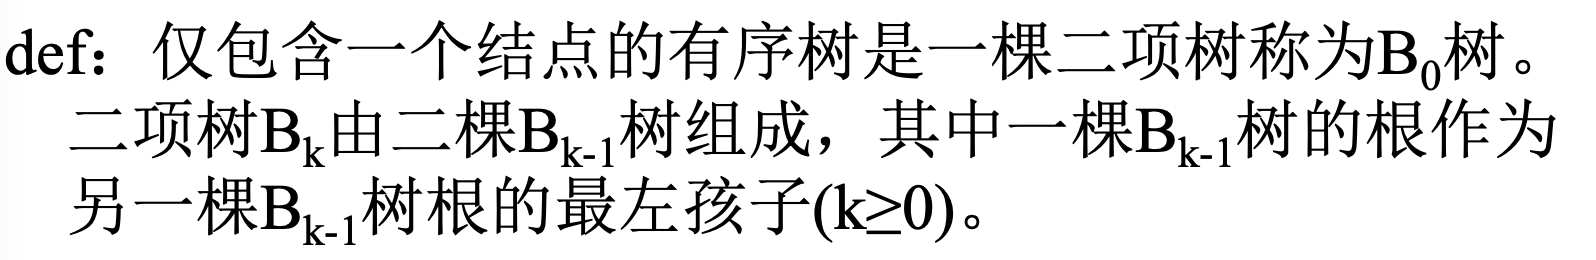 def：仅包含一个结点的有序树是一棵二项树称为B₀树。
二项树Bₖ由二棵Bₖ₋₁树组成，其中一棵Bₖ₋₁树的根作为
另一棵Bₖ₋₁树根的最左孩子(k≥0)。